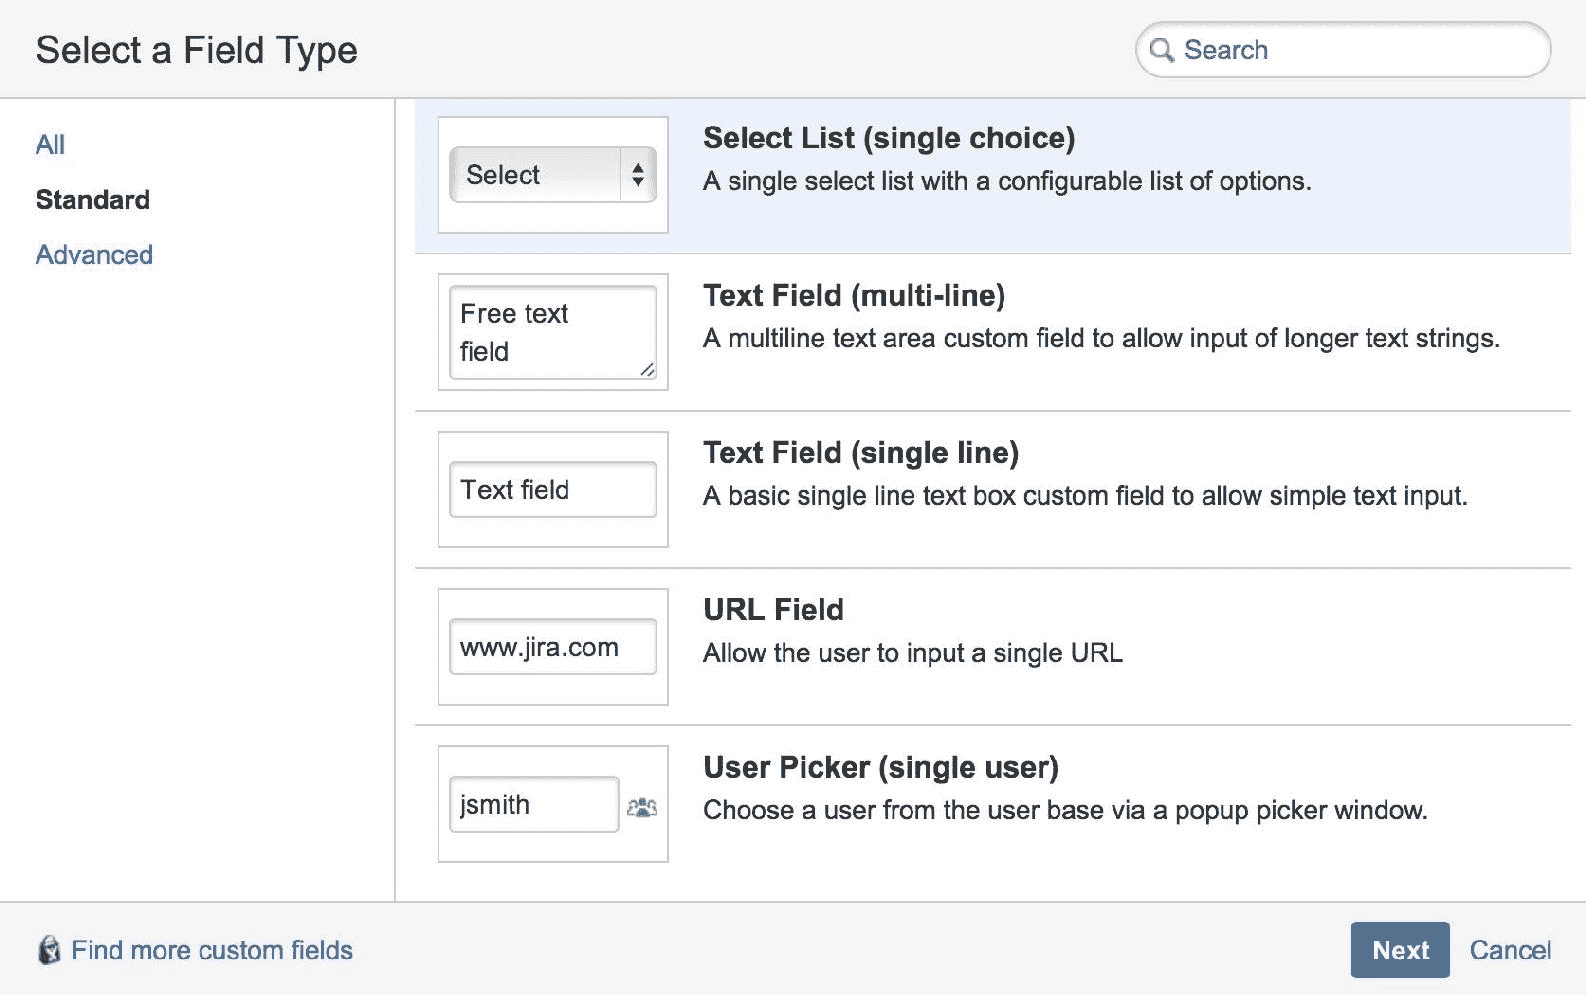 Select a Field Type
Search
All
Standard
Advanced
Select
Select List (single choice)
A single select list with a configurable list of options.
Free text
field
Text Field (multi-line)
A multiline text area custom field to allow input of longer text strings.
Text field
Text Field (single line)
A basic single line text box custom field to allow simple text input.
www.jira.com
URL Field
Allow the user to input a single URL
jsmith
User Picker (single user)
Choose a user from the user base via a popup picker window.
Find more custom fields
Next
Cancel